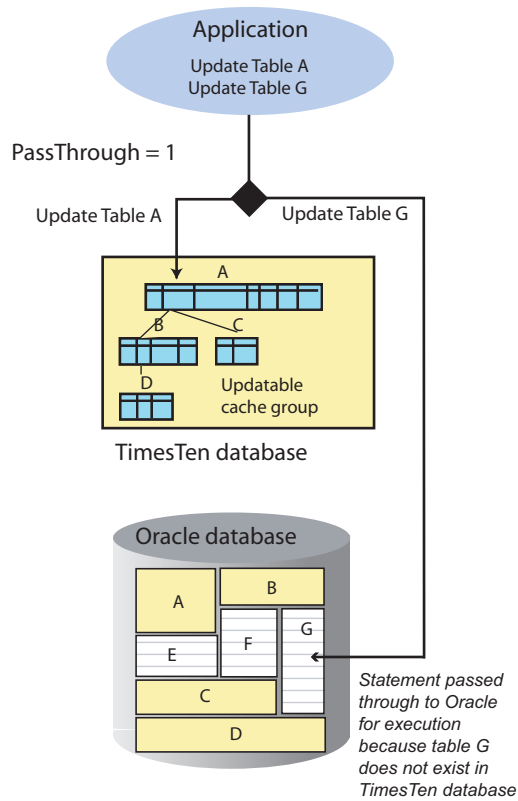 Application
Update Table A
Update Table G
PassThrough = 1
Update Table A
Update Table G
A
B
C
D
Updatable
cache group
TimesTen database
Oracle database
A
B
E
F
G
C
D
Statement passed
through to Oracle
for execution
because table G
does not exist in
TimesTen database